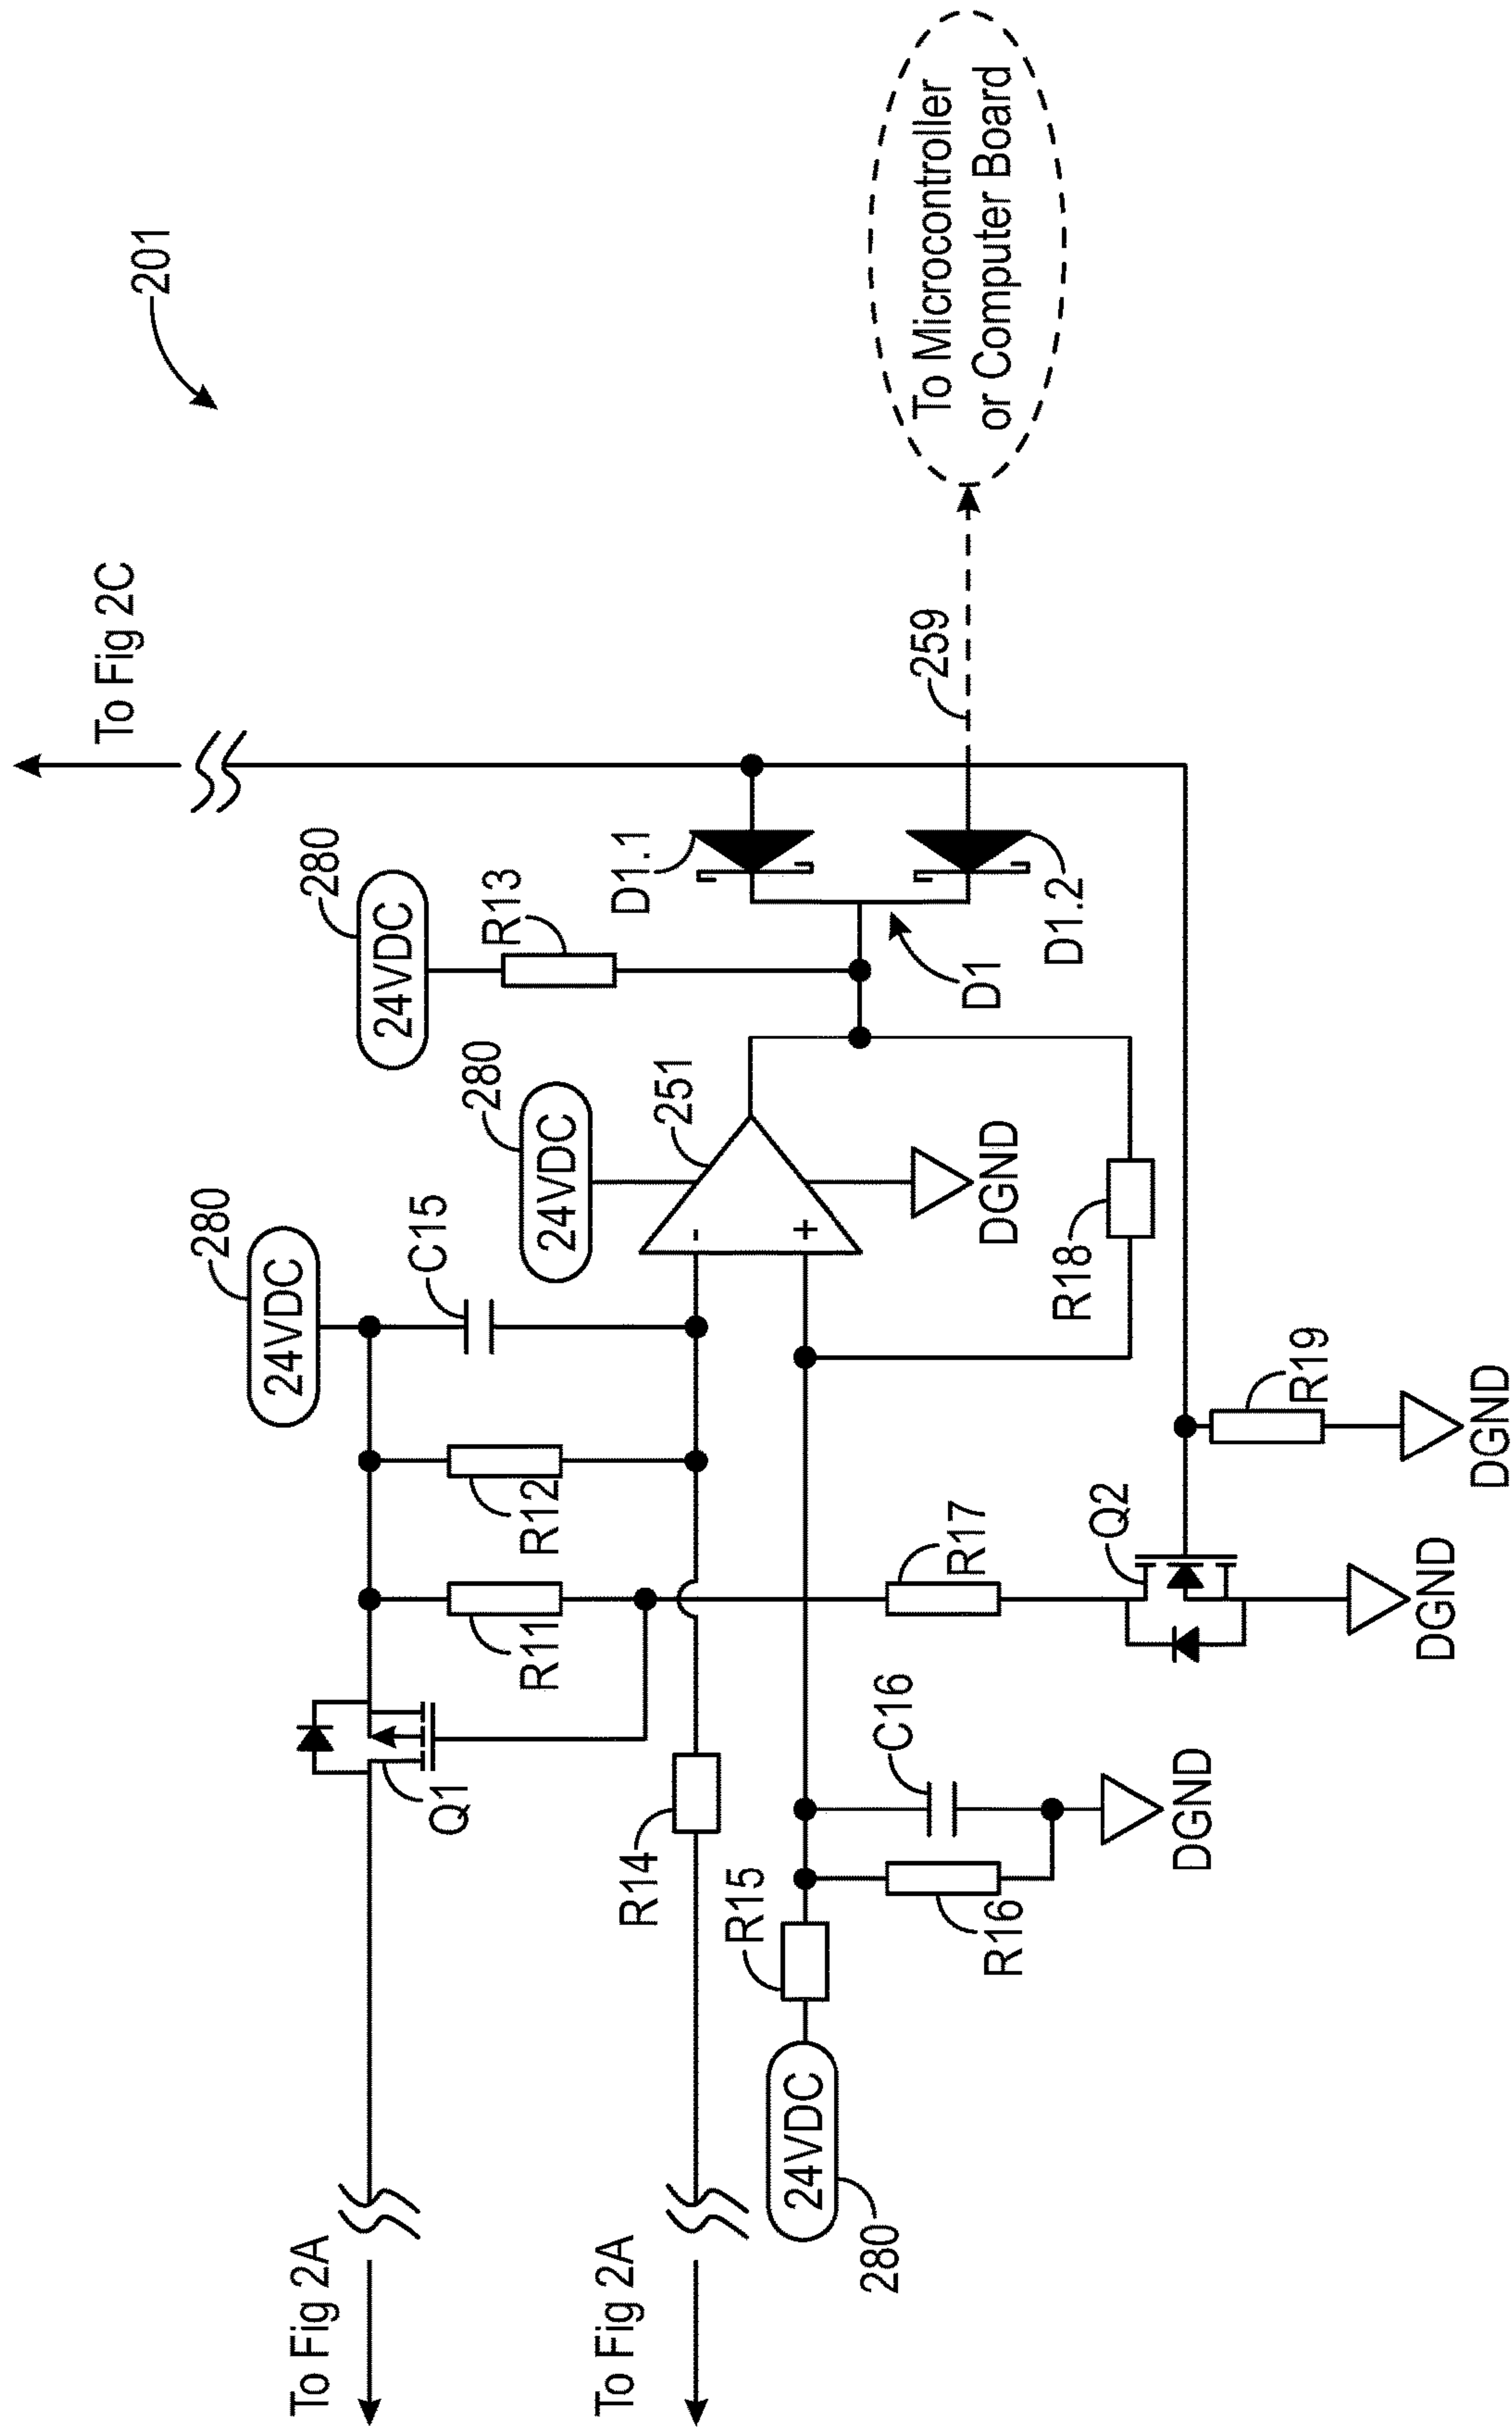 201
To Fig 2C
To Microcontroller
or Computer Board
259
280
24VDC
R13
D1.1
D1.2
D1
280
24VDC
251
-
+
DGND
280
24VDC
C15
R12
R11
Q1
To Fig 2A
R14
To Fig 2A
R18
R17
Q2
R19
DGND
DGND
C16
R16
DGND
R15
24VDC
280